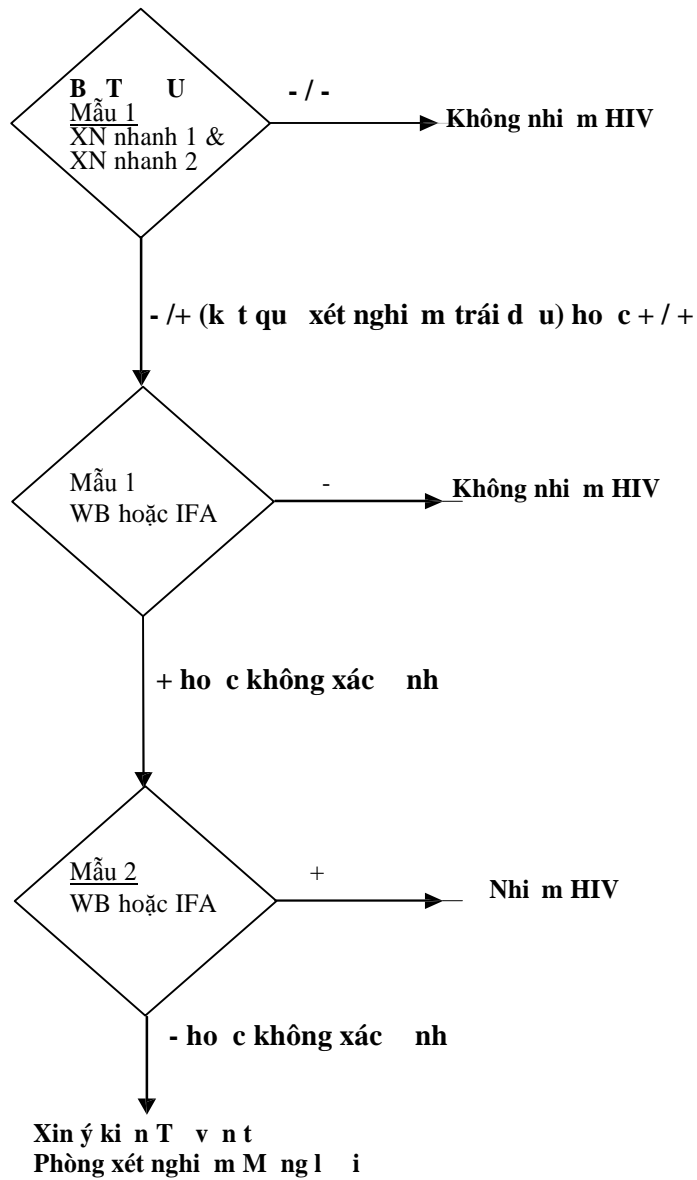 B T U
- / -
Mẫu 1
XN nhanh 1 &
XN nhanh 2
Không nhi m HIV
- /+ (k t qu xét nghi m trái d u) ho c + / +
Mẫu 1
WB hoặc IFA
-
Không nhi m HIV
+ ho c không xác nh
Mẫu 2
WB hoặc IFA
+
Nhi m HIV
- ho c không xác nh
Xin ý ki n T v n t
Phòng xét nghi m M ng l i